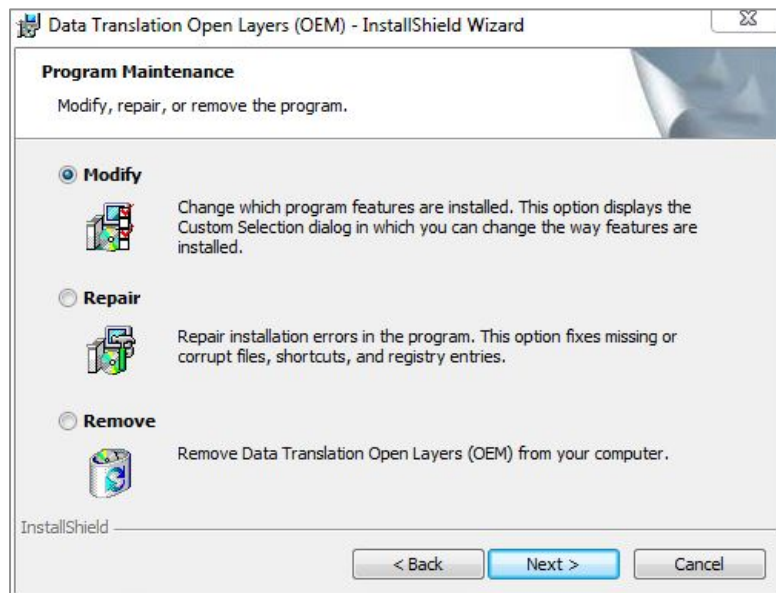 Data Translation Open Layers (OEM) - InstallShield Wizard
Program Maintenance
Modify, repair, or remove the program.
Modify
Change which program features are installed. This option displays the
Custom Selection dialog in which you can change the way features are
installed.
Repair
Repair installation errors in the program. This option fixes missing or
corrupt files, shortcuts, and registry entries.
Remove
Remove Data Translation Open Layers (OEM) from your computer.
InstallShield
< Back
Next >
Cancel